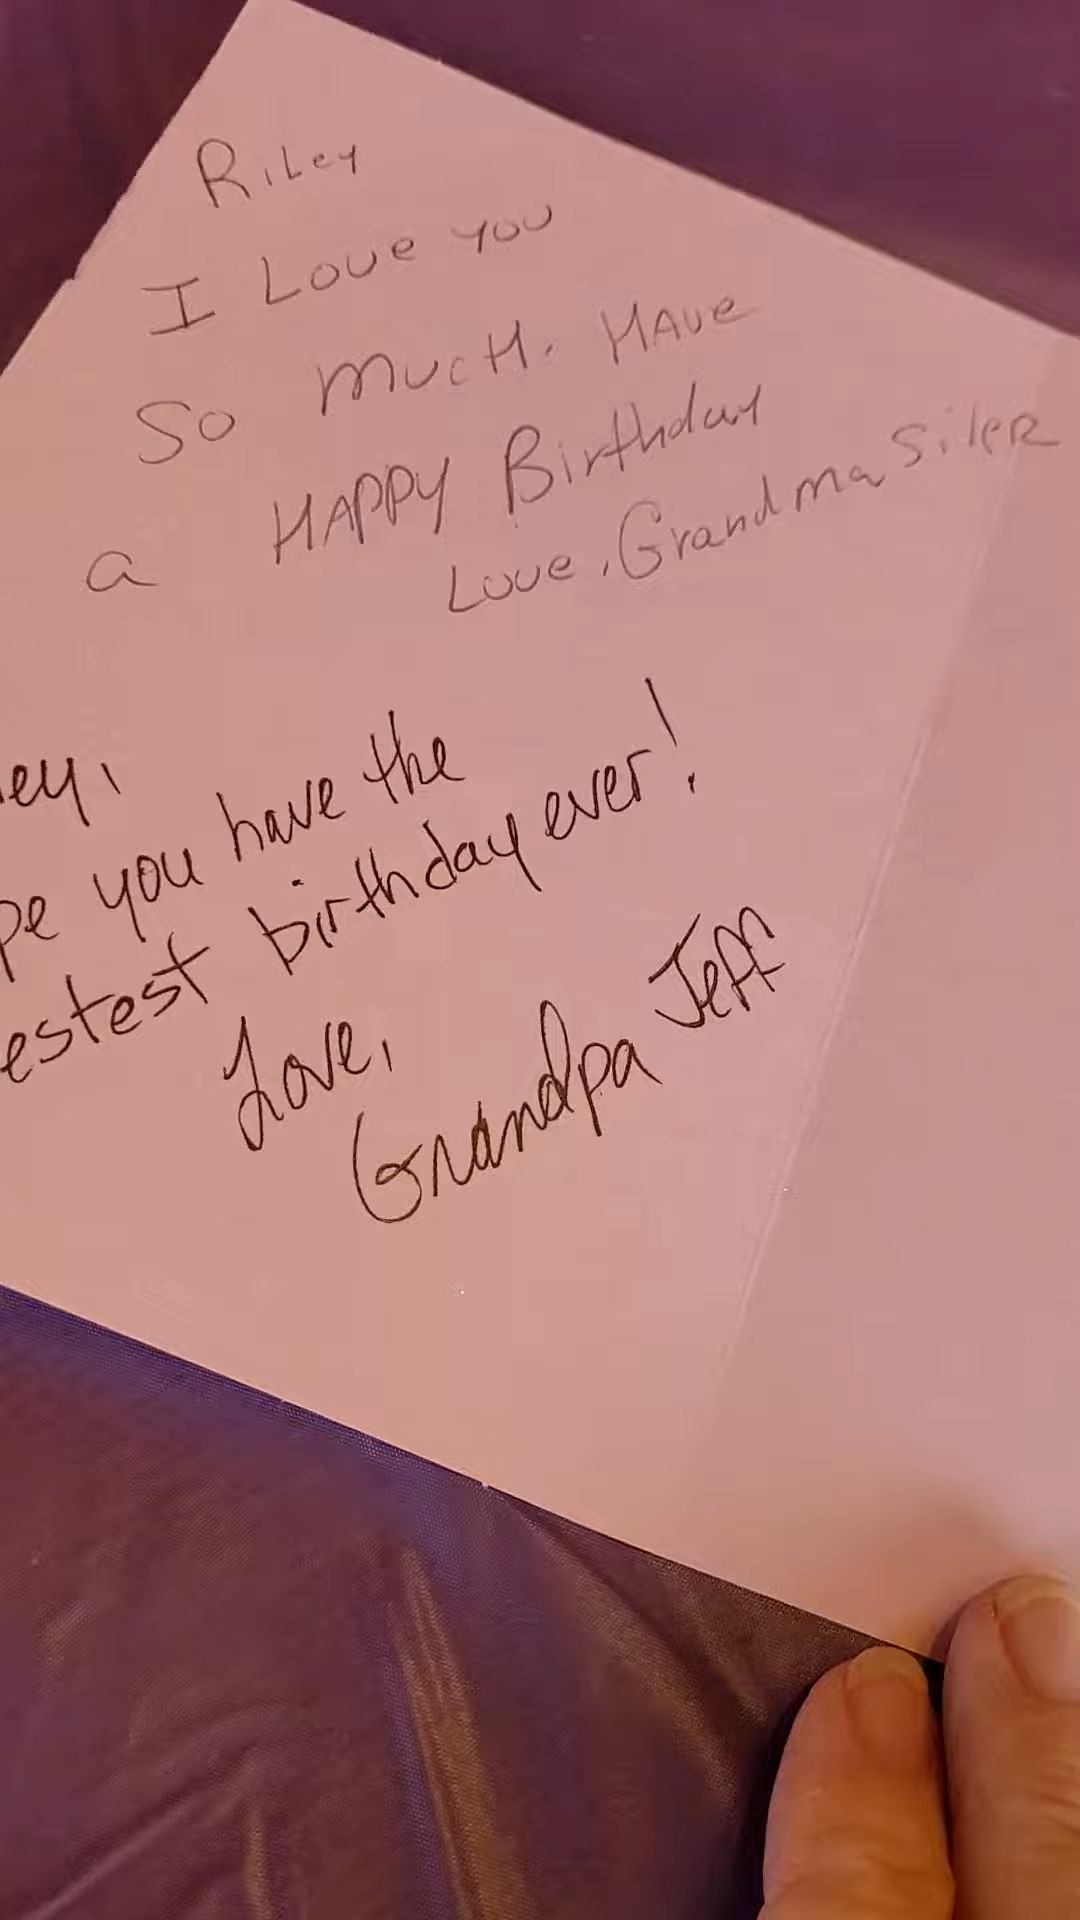 Riley
I Love you
So much. Have
a Happy Birthday
Love, Grandma Siler
ey,
pe you have the
estest birthday ever!
Love,
Grandpa Jeff